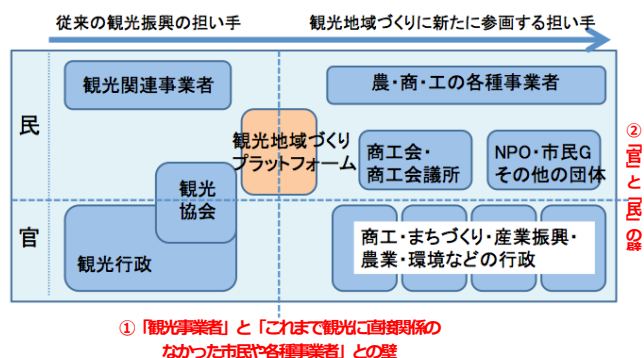 従来の観光振興の担い手
観光地域づくりに新たに参画する担い手
民
観光関連事業者
農・商・工の各種事業者
観光地域づくり
プラットフォーム
商工会・
商工会議所
NPO・市民G
その他の団体
観光
協会
官
観光行政
商工・まちづくり・産業振興・
農業・環境などの行政
②「官」と「民」の壁
①「観光事業者」と「これまで観光に直接関係の
なかった市民や各種事業者」との壁